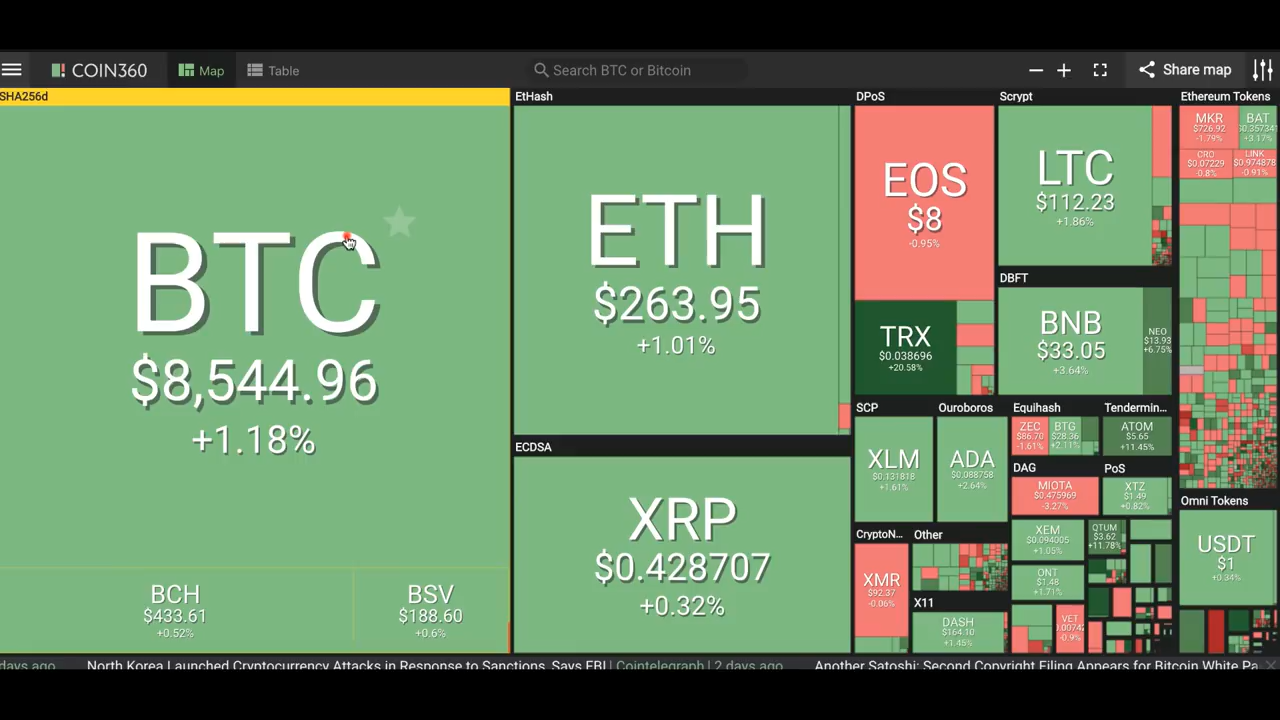 COIN360
Map
Table
Search BTC or Bitcoin
Share map
SHA256d
BTC
$8,544.96
+1.18%
BCH
$433.61
+0.52%
BSV
$188.60
+0.6%
EtHash
ETH
$263.95
+1.01%
ECDSA
XRP
$0.428707
+0.32%
DPoS
EOS
$8
-0.95%
TRX
$0.038696
+20.58%
Scrypt
LTC
$112.23
+1.86%
DBFT
BNB
$33.05
+3.64%
NEO
$13.93
+6.75%
SCP
XLM
$0.131818
+1.61%
Ouroboros
ADA
$0.088758
+2.64%
Equihash
ZEC
$86.70
-1.61%
BTG
$28.36
+2.11%
Tendermin...
ATOM
$5.65
+11.45%
DAG
MIOTA
$0.475969
-3.27%
PoS
XTZ
$1.49
+0.82%
CryptoN...
XMR
$92.37
-0.06%
Other
X11
DASH
$164.10
+1.45%
XEM
$0.094005
+1.05%
QTUM
$3.62
+11.78%
ONT
$1.48
+1.71%
VET
-0.9%
Ethereum Tokens
MKR
$726.92
-1.79%
BAT
+3.17%
CRO
$0.07229
-0.8%
LINK
$0.974878
-0.91%
Omni Tokens
USDT
$1
+0.34%
days ago
North Korea Launched Cryptocurrency Attacks in Response to Sanctions, Says FBI | Cointelegraph | 2 days ago
Another Satoshi: Second Copyright Filing Appears for Bitcoin White Pa